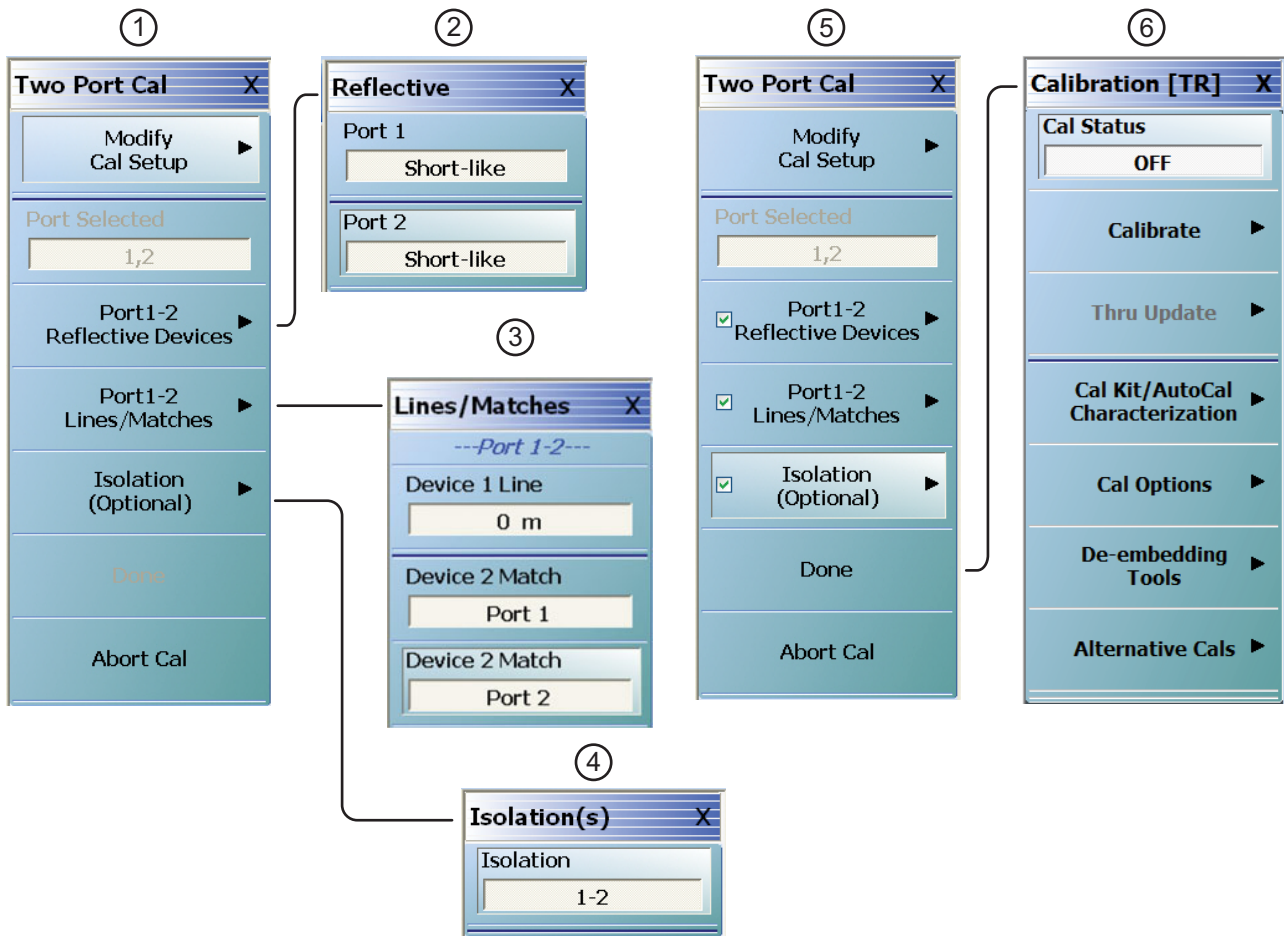 1
Two Port Cal X
Modify
Cal Setup
Port Selected
1,2
Port1-2
Reflective Devices
Port1-2
Lines/Matches
Isolation
(Optional)
Done
Abort Cal
2
Reflective X
Port 1
Short-like
Port 2
Short-like
3
Lines/Matches X
---Port 1-2---
Device 1 Line
0 m
Device 2 Match
Port 1
Device 2 Match
Port 2
4
Isolation(s) X
Isolation
1-2
5
Two Port Cal X
Modify
Cal Setup
Port Selected
1,2
Port1-2
Reflective Devices
Port1-2
Lines/Matches
Isolation
(Optional)
Done
Abort Cal
6
Calibration [TR] X
Cal Status
OFF
Calibrate
Thru Update
Cal Kit/AutoCal
Characterization
Cal Options
De-embedding
Tools
Alternative Cals